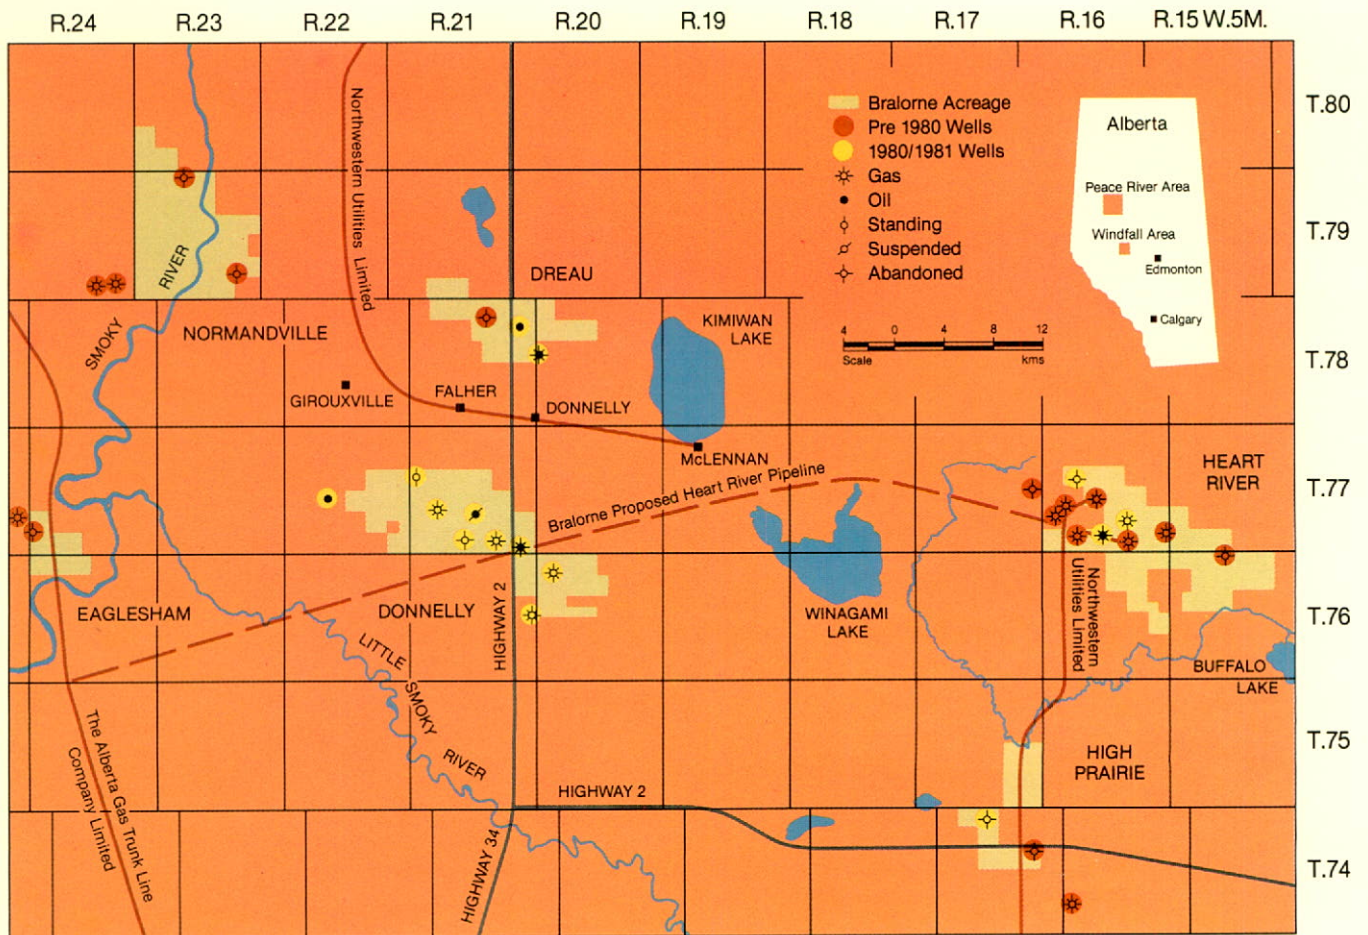 R.24 R.23 R.22 R.21 R.20 R.19 R.18 R.17 R.16 R.15 W.5M.
T.80
T.79
T.78
T.77
T.76
T.75
T.74
Bralorne Acreage
Pre 1980 Wells
1980/1981 Wells
Gas
Oil
Standing
Suspended
Abandoned
4 0 4 8 12
Scale kms
Alberta
Peace River Area
Windfall Area
Edmonton
Calgary
Northwestern Utilities Limited
SMOKY
RIVER
NORMANDVILLE
DREAU
KIMIWAN
LAKE
GIROUXVILLE
FALHER
DONNELLY
McLENNAN
Bralorne Proposed Heart River Pipeline
HEART
RIVER
EAGLESHAM
DONNELLY
HIGHWAY 2
WINAGAMI
LAKE
Northwestern
Utilities Limited
BUFFALO
LAKE
LITTLE
SMOKY
RIVER
The Alberta Gas Trunk Line
Company Limited
HIGH
PRAIRIE
HIGHWAY 2
HIGHWAY 34